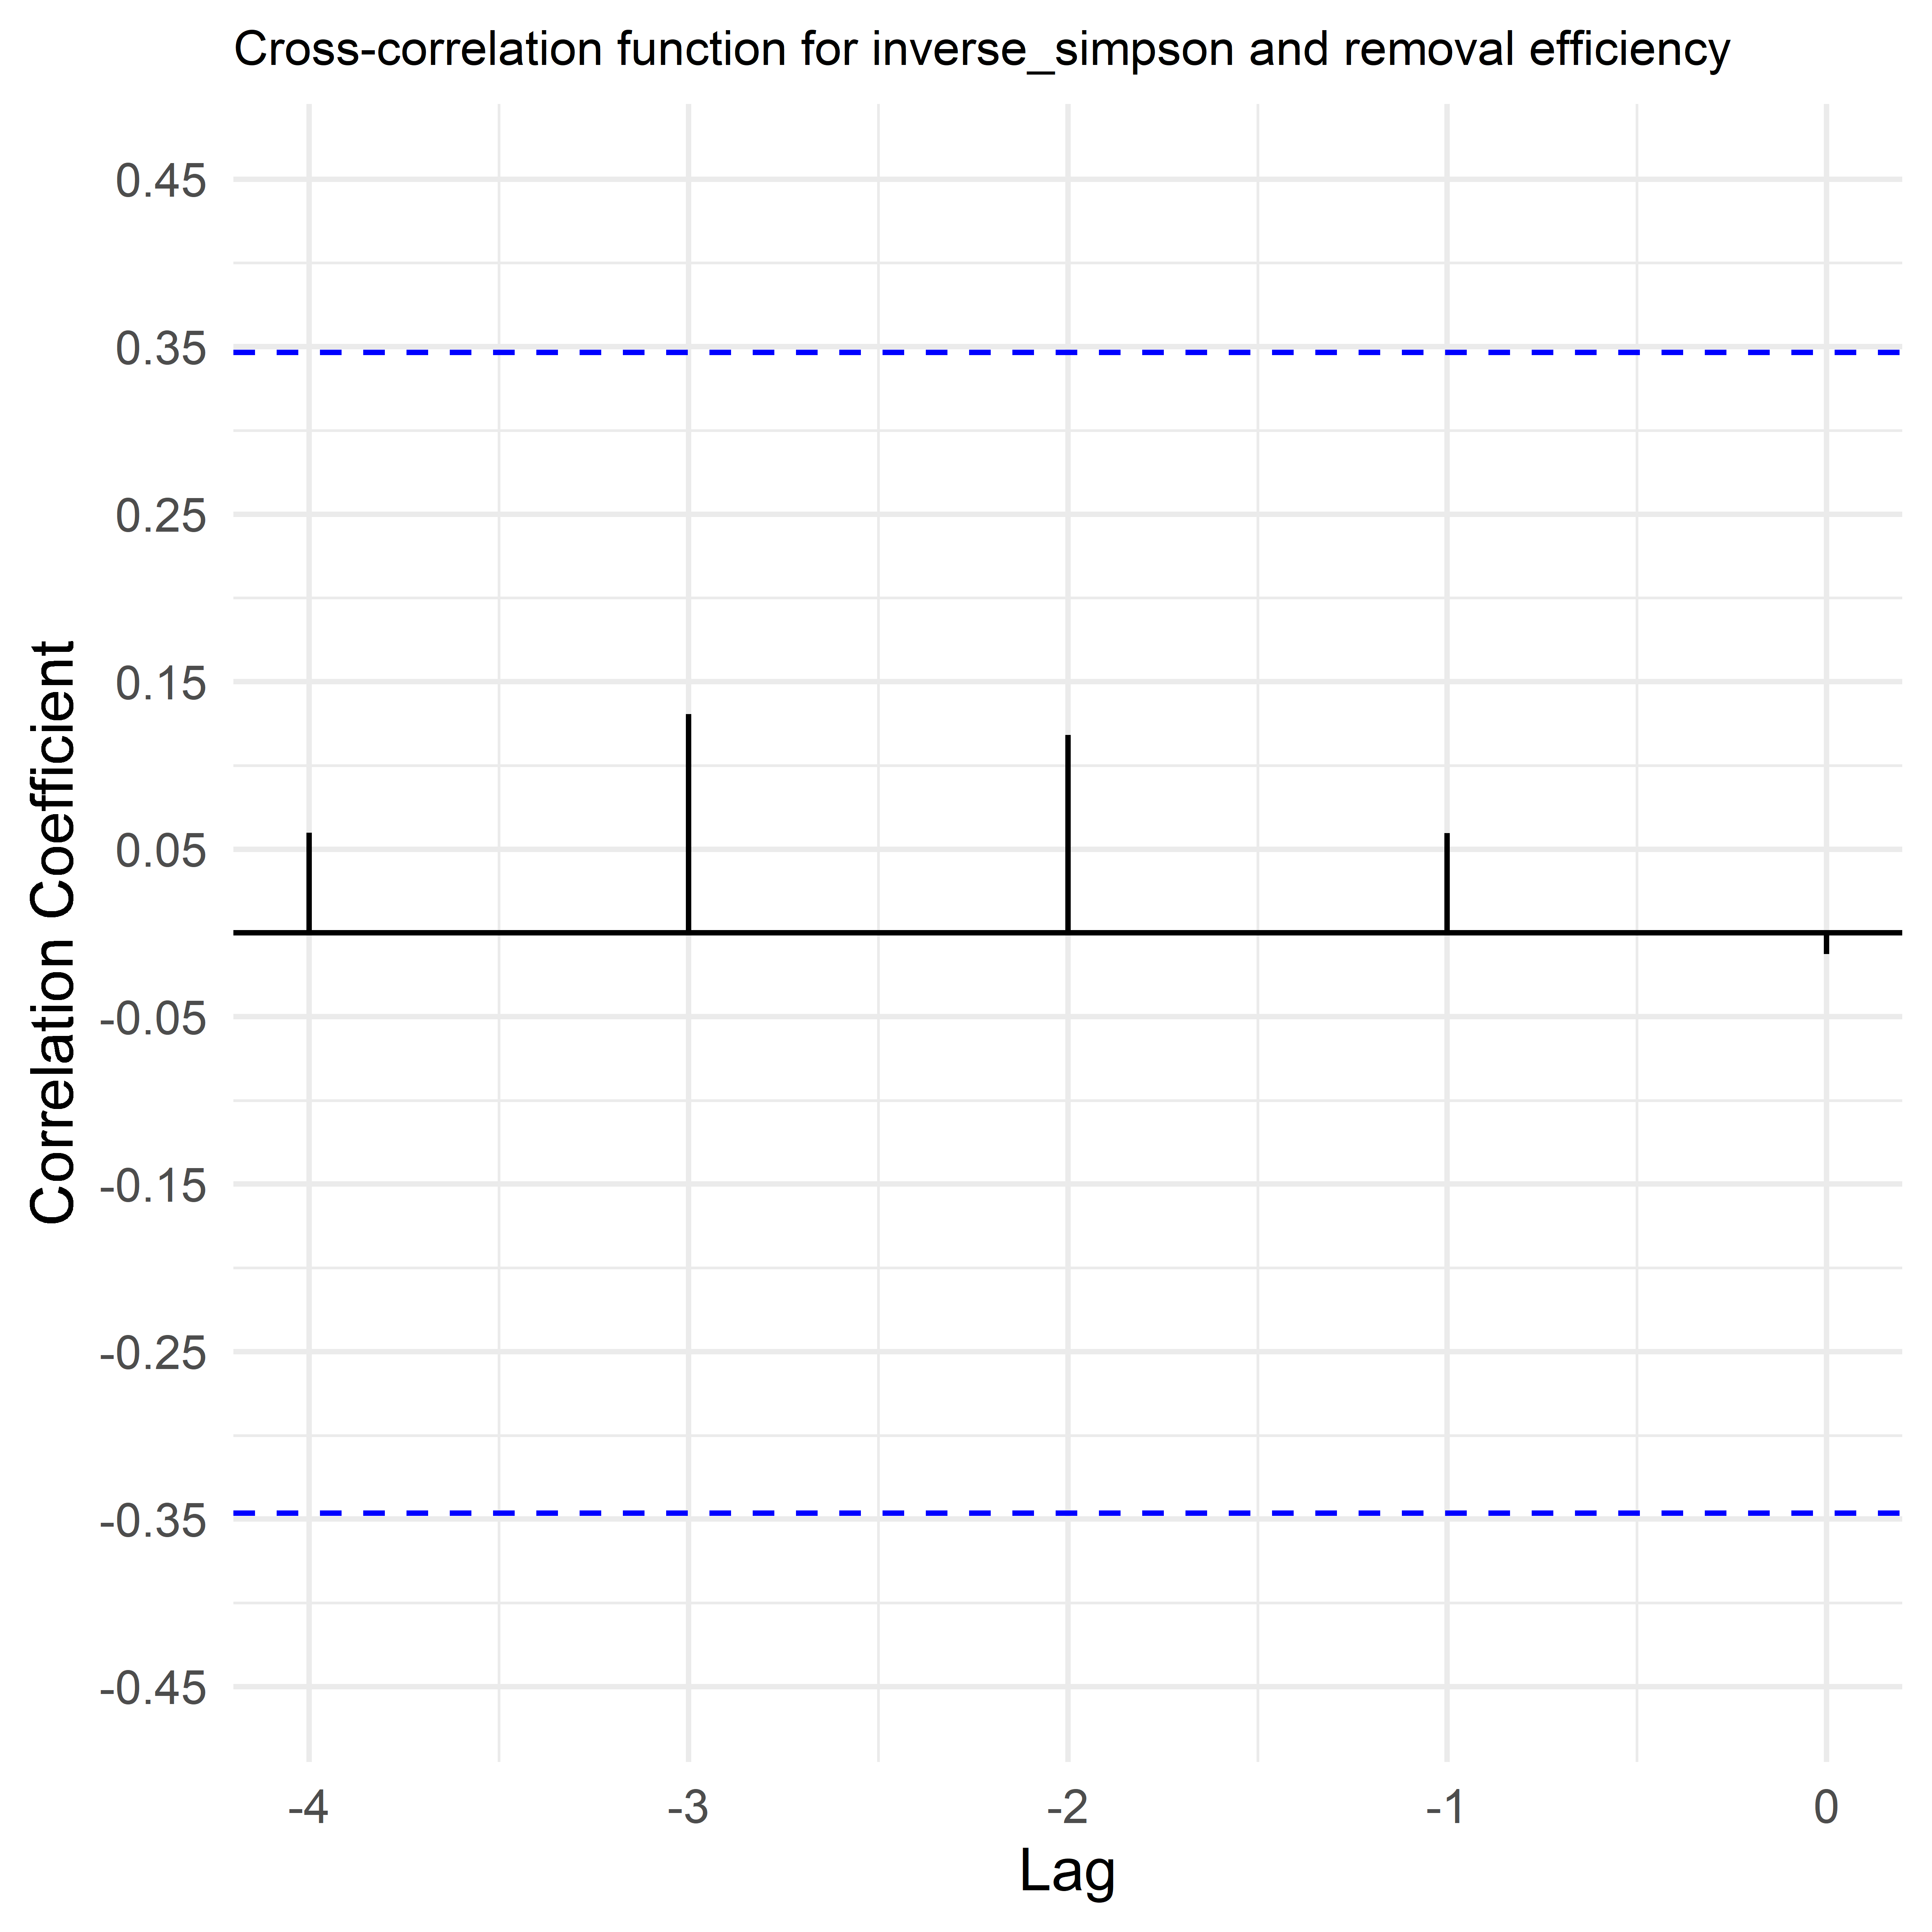 Cross-correlation function for inverse_simpson and removal efficiency
Correlation Coefficient
0.45
0.35
0.25
0.15
0.05
-0.05
-0.15
-0.25
-0.35
-0.45
-4 -3 -2 -1 0
Lag